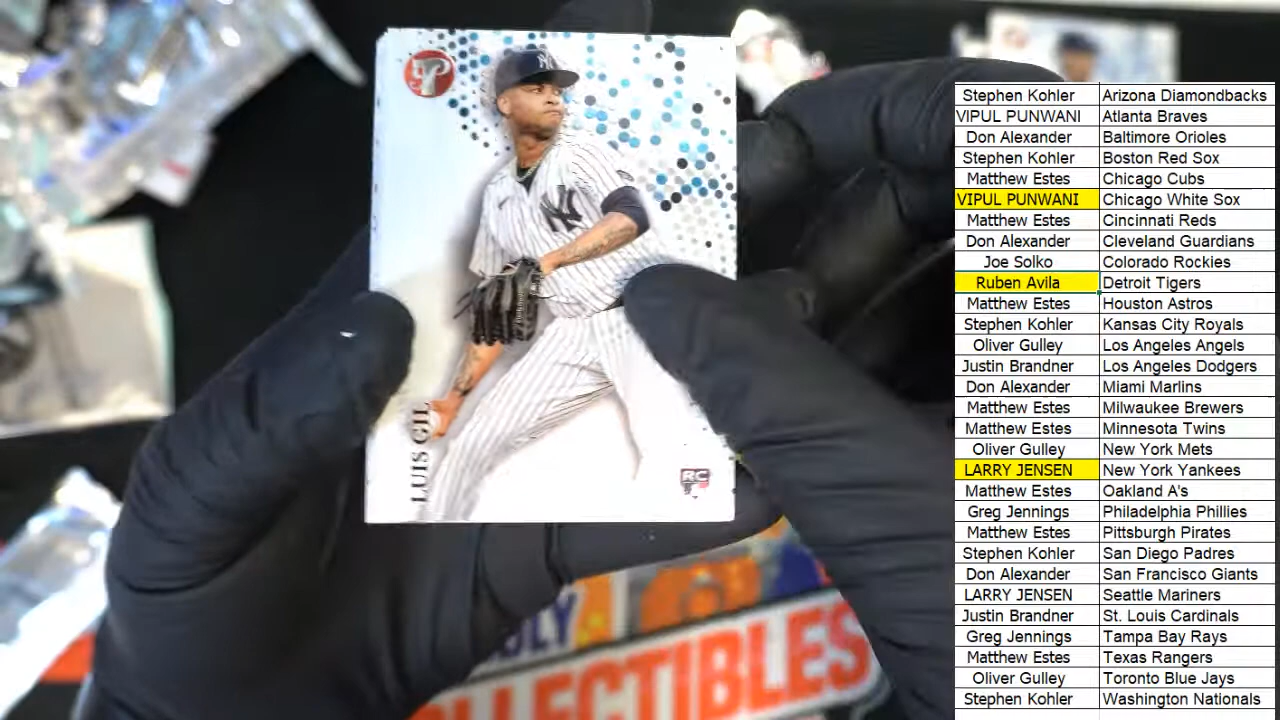 P
NY
NY
LUIS GIL
RC
LLECTIBLES
Stephen Kohler Arizona Diamondbacks
VIPUL PUNWANI Atlanta Braves
Don Alexander Baltimore Orioles
Stephen Kohler Boston Red Sox
Matthew Estes Chicago Cubs
VIPUL PUNWANI Chicago White Sox
Matthew Estes Cincinnati Reds
Don Alexander Cleveland Guardians
Joe Solko Colorado Rockies
Ruben Avila Detroit Tigers
Matthew Estes Houston Astros
Stephen Kohler Kansas City Royals
Oliver Gulley Los Angeles Angels
Justin Brandner Los Angeles Dodgers
Don Alexander Miami Marlins
Matthew Estes Milwaukee Brewers
Matthew Estes Minnesota Twins
Oliver Gulley New York Mets
LARRY JENSEN New York Yankees
Matthew Estes Oakland A's
Greg Jennings Philadelphia Phillies
Matthew Estes Pittsburgh Pirates
Stephen Kohler San Diego Padres
Don Alexander San Francisco Giants
LARRY JENSEN Seattle Mariners
Justin Brandner St. Louis Cardinals
Greg Jennings Tampa Bay Rays
Matthew Estes Texas Rangers
Oliver Gulley Toronto Blue Jays
Stephen Kohler Washington Nationals